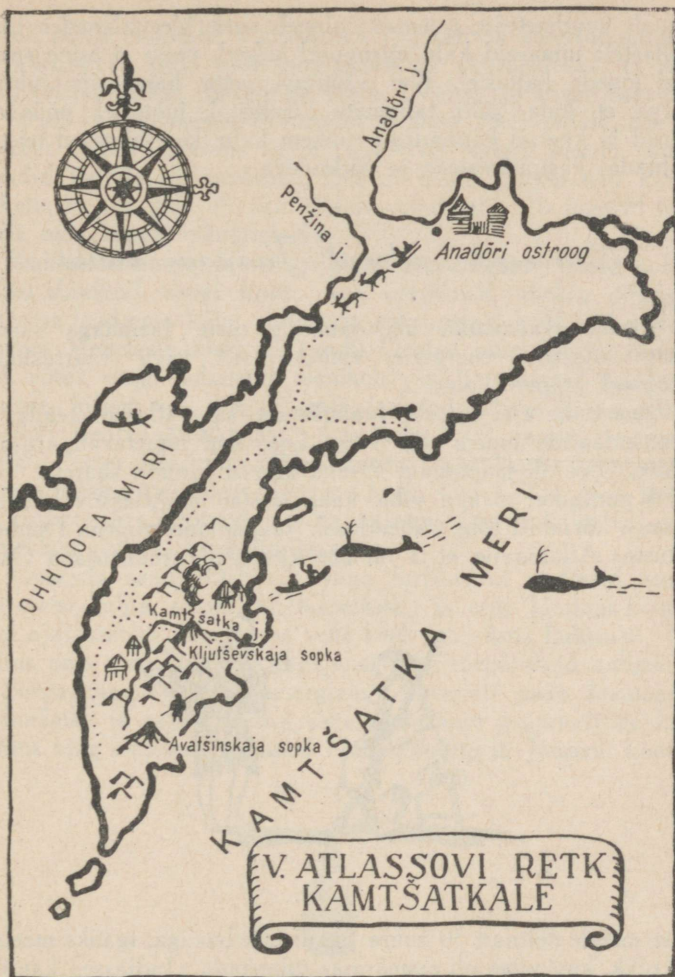 Anadõri j.
Penžina j.
Anadõri ostroog
OHHOOTA MERI
KAMTŠATKA MERI
Kamtšatka j.
Kljutševskaja sopka
Avatšinskaja sopka
V. ATLASSOVI RETK
KAMTŠATKALE